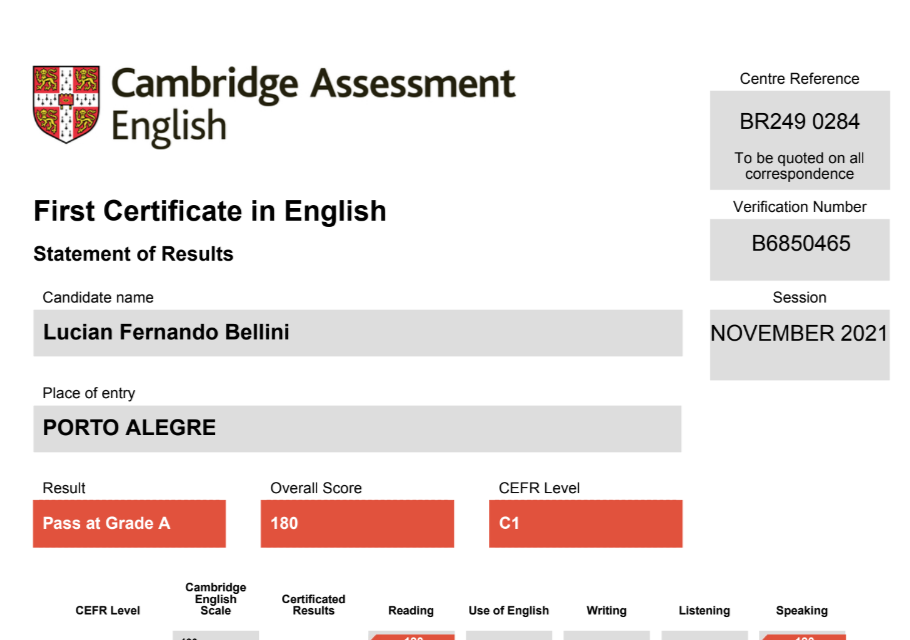 Cambridge Assessment
English
Centre Reference
BR249 0284
To be quoted on all
correspondence
First Certificate in English
Verification Number
B6850465
Statement of Results
Candidate name
Session
Lucian Fernando Bellini
NOVEMBER 2021
Place of entry
PORTO ALEGRE
Result
Overall Score
CEFR Level
Pass at Grade A
180
C1
CEFR Level
Cambridge
English
Scale
Certificated
Results
Reading
Use of English
Writing
Listening
Speaking